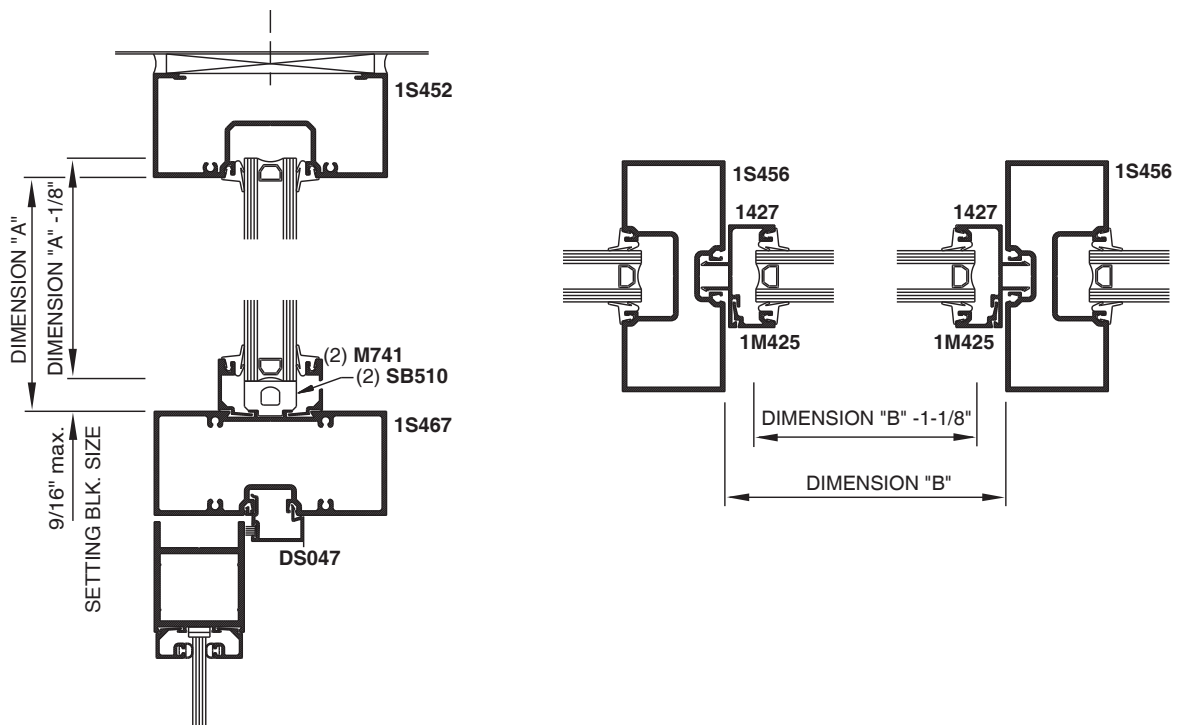 1S452
DIMENSION "A"
DIMENSION "A" -1/8"
(2) M741
(2) SB510
1S467
9/16" max.
SETTING BLK. SIZE
DS047
1S456
1S456
1427
1427
1M425
1M425
DIMENSION "B" -1-1/8"
DIMENSION "B"